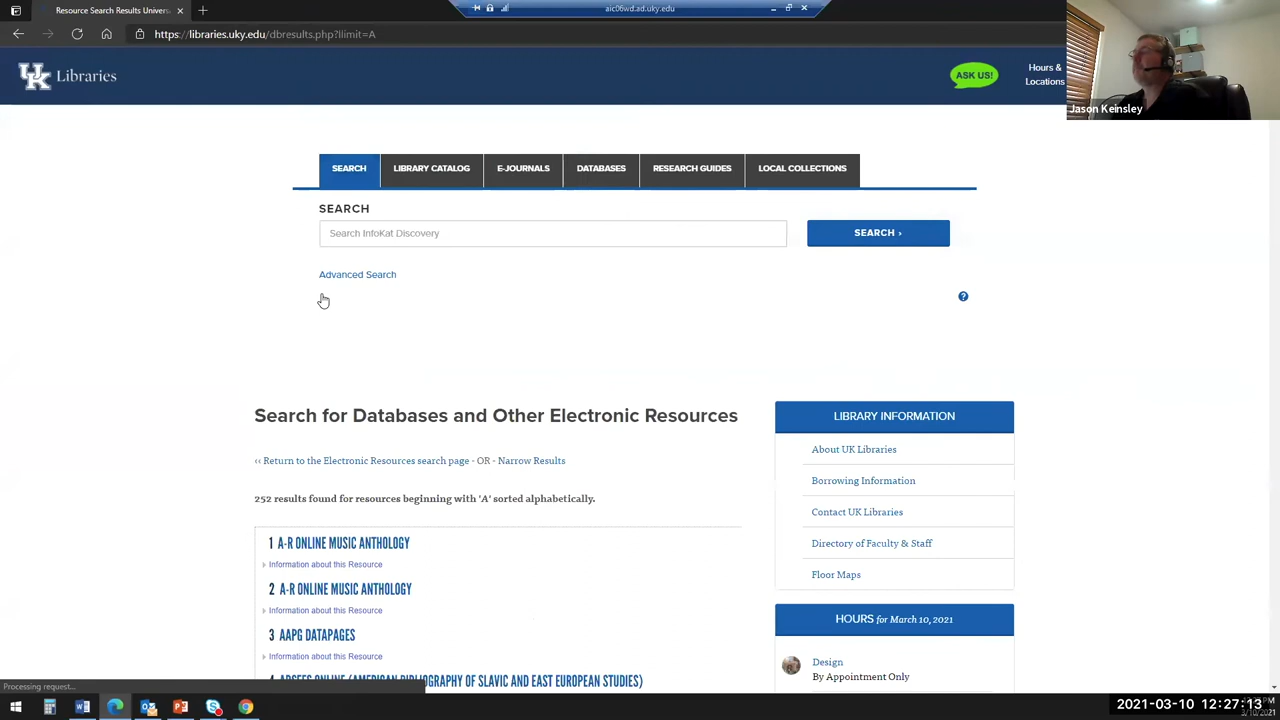 Resource Search Results Univers
aic06wd.ad.uky.edu
https://libraries.uky.edu/dbresults.php?llimit=A
UK Libraries
ASK US!
Hours &
Locations
Jason Keinsley
SEARCH
LIBRARY CATALOG
E-JOURNALS
DATABASES
RESEARCH GUIDES
LOCAL COLLECTIONS
SEARCH
Search InfoKat Discovery
SEARCH ›
Advanced Search
?
Search for Databases and Other Electronic Resources
‹‹ Return to the Electronic Resources search page - OR - Narrow Results
252 results found for resources beginning with 'A' sorted alphabetically.
1 A-R ONLINE MUSIC ANTHOLOGY
Information about this Resource
2 A-R ONLINE MUSIC ANTHOLOGY
Information about this Resource
3 AAPG DATAPAGES
Information about this Resource
4 ABSEES ONLINE (AMERICAN BIBLIOGRAPHY OF SLAVIC AND EAST EUROPEAN STUDIES)
LIBRARY INFORMATION
About UK Libraries
Borrowing Information
Contact UK Libraries
Directory of Faculty & Staff
Floor Maps
HOURS for March 10, 2021
Design
By Appointment Only
Processing request...
2021-03-10 12:27:13